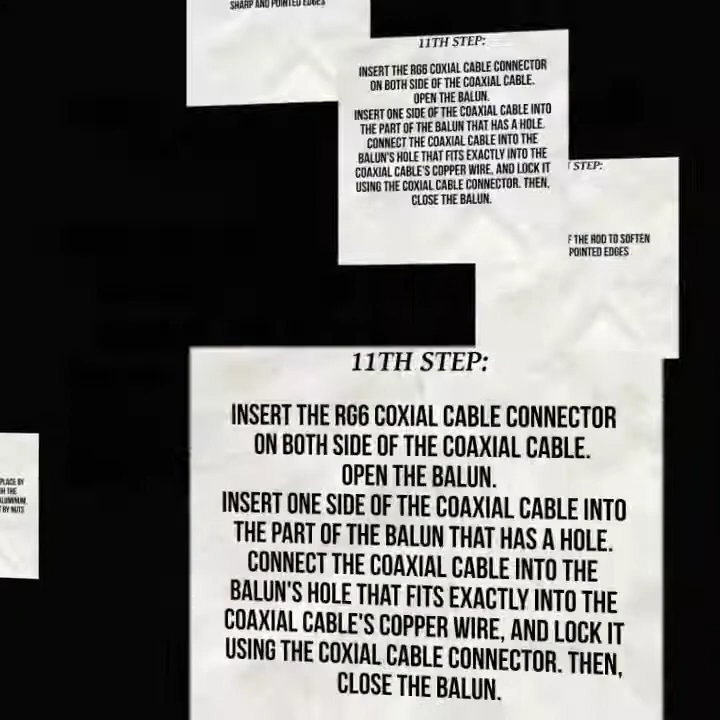 SHARP AND POINTED EDGES
11TH STEP:
INSERT THE RG6 COXIAL CABLE CONNECTOR
ON BOTH SIDE OF THE COAXIAL CABLE.
OPEN THE BALUN.
INSERT ONE SIDE OF THE COAXIAL CABLE INTO
THE PART OF THE BALUN THAT HAS A HOLE.
CONNECT THE COAXIAL CABLE INTO THE
BALUN'S HOLE THAT FITS EXACTLY INTO THE
COAXIAL CABLE'S COPPER WIRE, AND LOCK IT
USING THE COXIAL CABLE CONNECTOR. THEN,
CLOSE THE BALUN.
STEP:
F THE ROD TO SOFTEN
POINTED EDGES
11TH STEP:
INSERT THE RG6 COXIAL CABLE CONNECTOR
ON BOTH SIDE OF THE COAXIAL CABLE.
OPEN THE BALUN.
INSERT ONE SIDE OF THE COAXIAL CABLE INTO
THE PART OF THE BALUN THAT HAS A HOLE.
CONNECT THE COAXIAL CABLE INTO THE
BALUN'S HOLE THAT FITS EXACTLY INTO THE
COAXIAL CABLE'S COPPER WIRE, AND LOCK IT
USING THE COXIAL CABLE CONNECTOR. THEN,
CLOSE THE BALUN.
PLACE BY
THE
BY NUTS